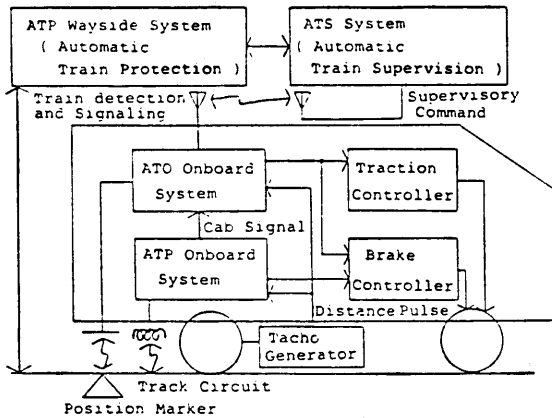 ATP Wayside System
( Automatic
Train Protection )
ATS System
( Automatic
Train Supervision )
Train detection
and Signaling
Supervisory
Command
ATO Onboard
System
Traction
Controller
Cab Signal
ATP Onboard
System
Brake
Controller
Distance Pulse
Tacho
Generator
Track Circuit
Position Marker